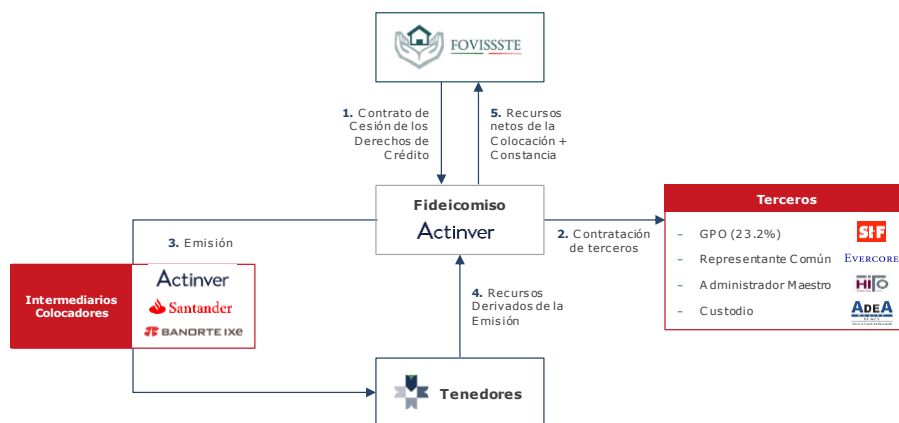 FOVISSSTE
1. Contrato de
Cesión de los
Derechos de
Crédito
5. Recursos
netos de la
Colocación +
Constancia
Fideicomiso
Actinver
2. Contratación
de terceros
Terceros
– GPO (23.2%)
SHF
– Representante Común
EVERCORE
– Administrador Maestro
HiTo
– Custodio
ADEA
3. Emisión
Intermediarios
Colocadores
Actinver
Santander
BANORTE IXE
4. Recursos
Derivados de la
Emisión
Tenedores